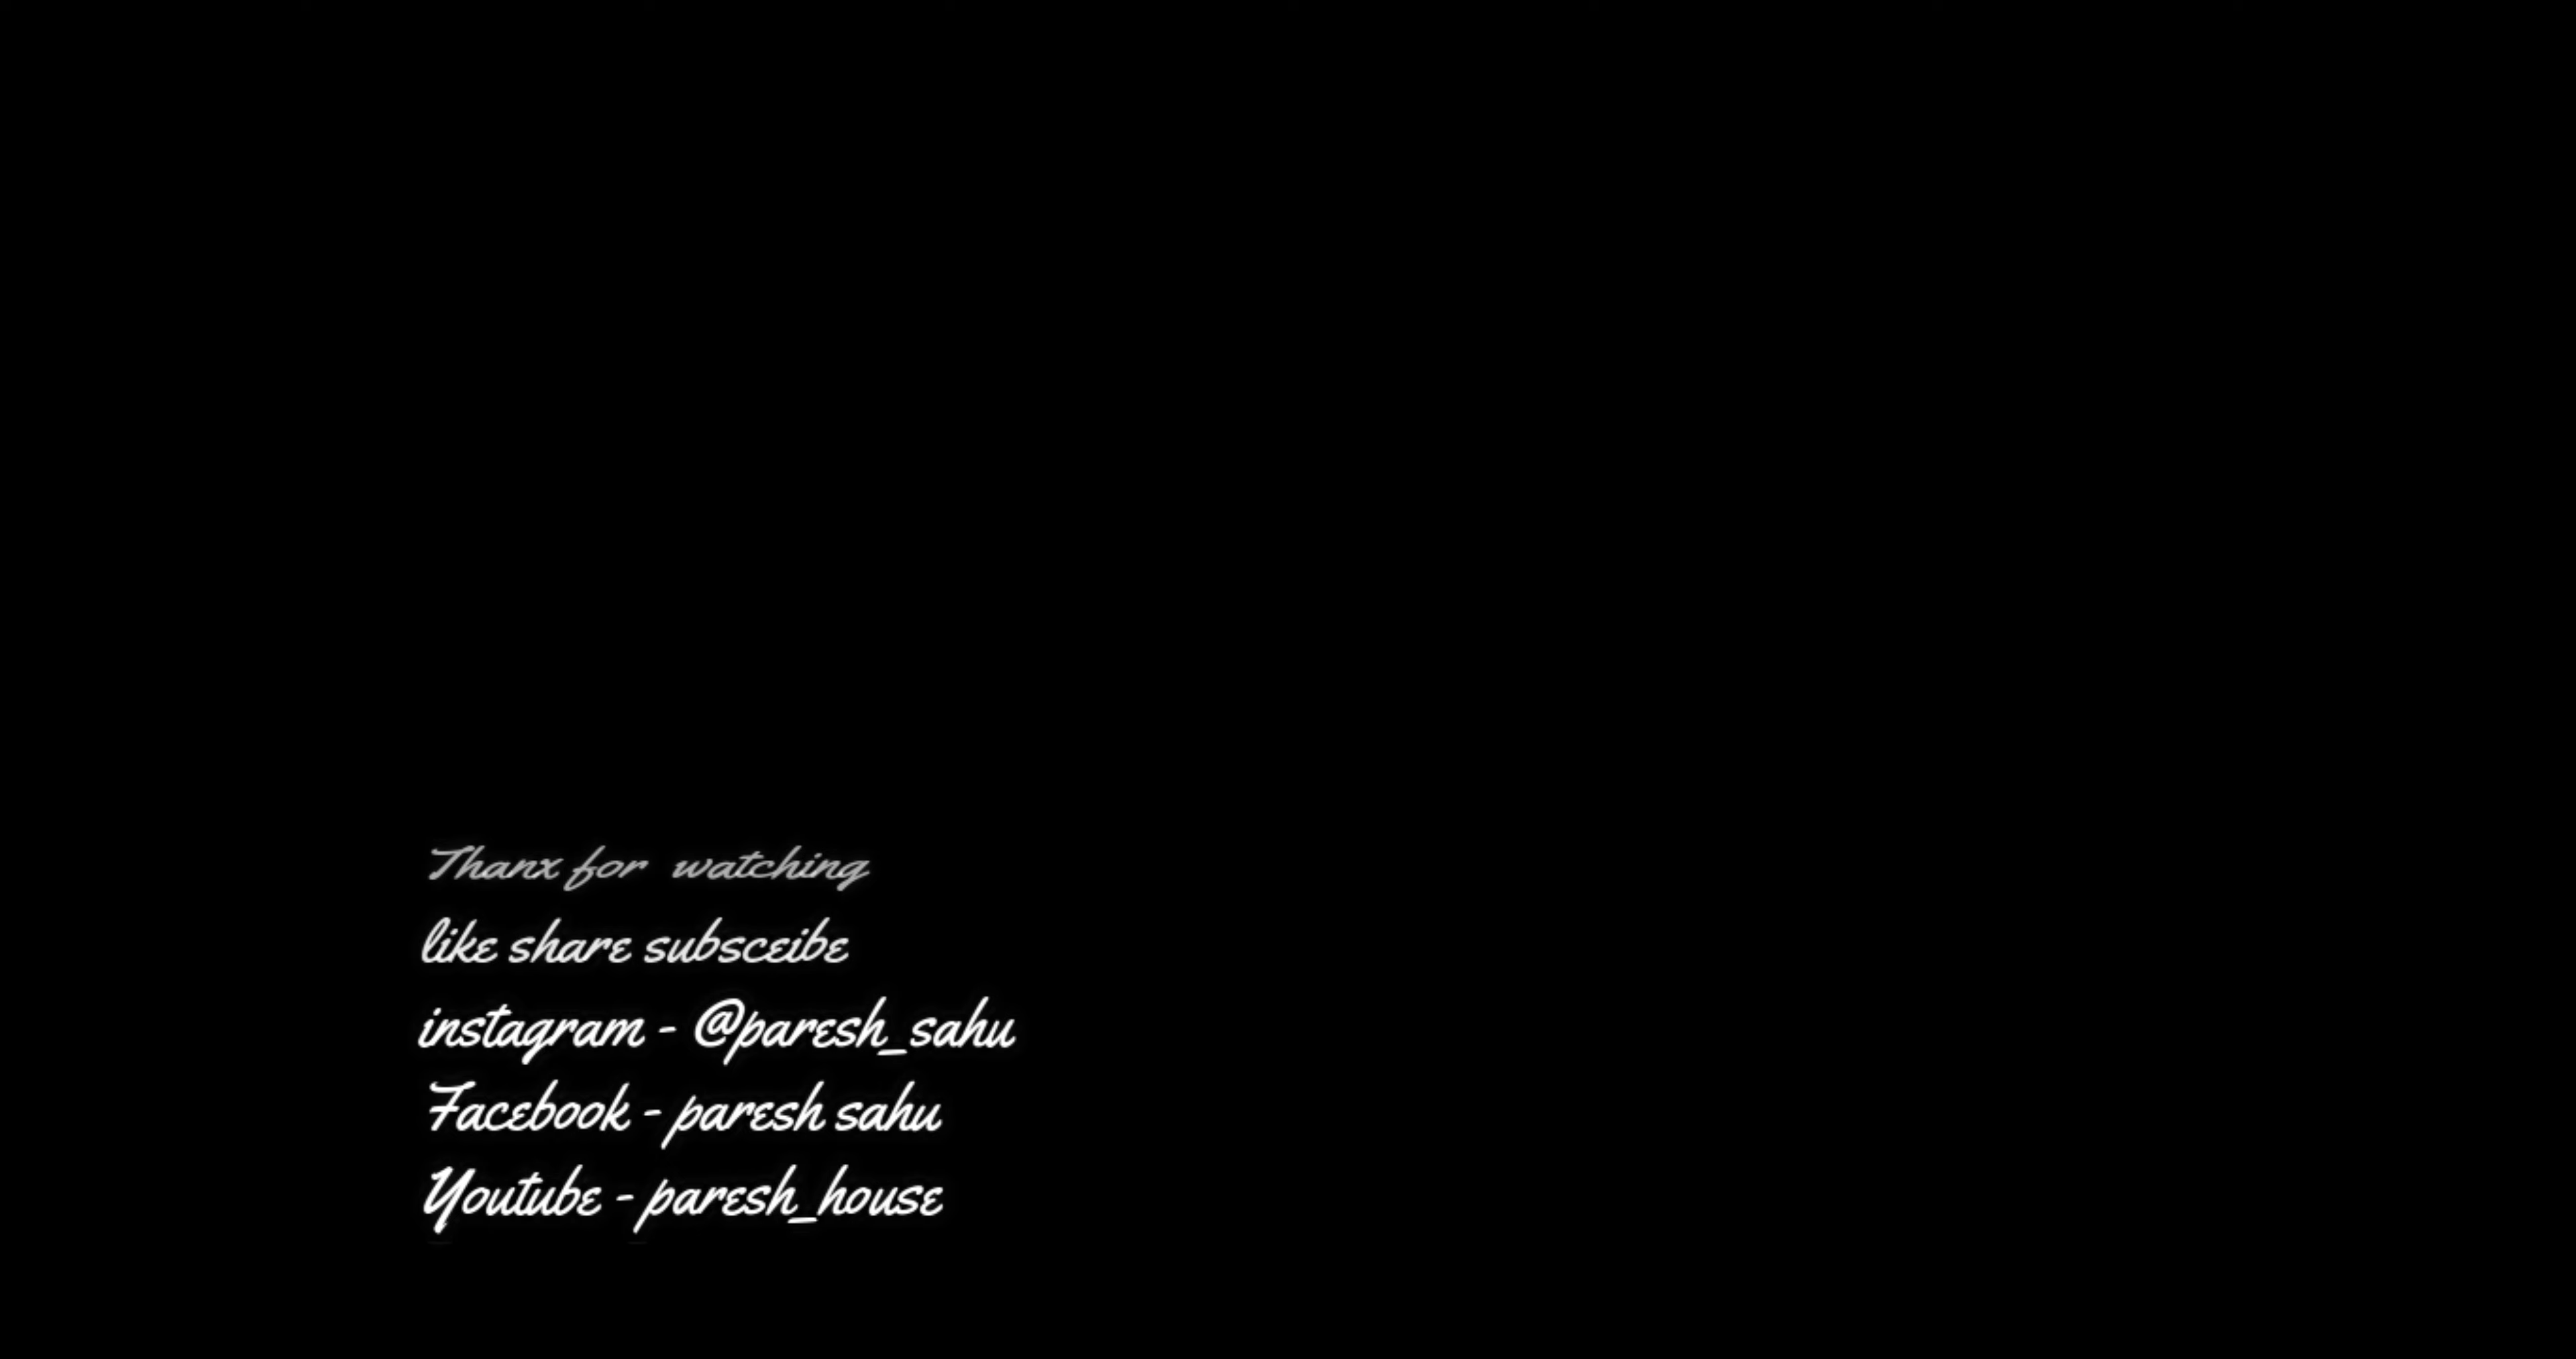 Thanx for watching
like share subsceibe
instagram - @paresh_sahu
Facebook - paresh sahu
Youtube - paresh_house